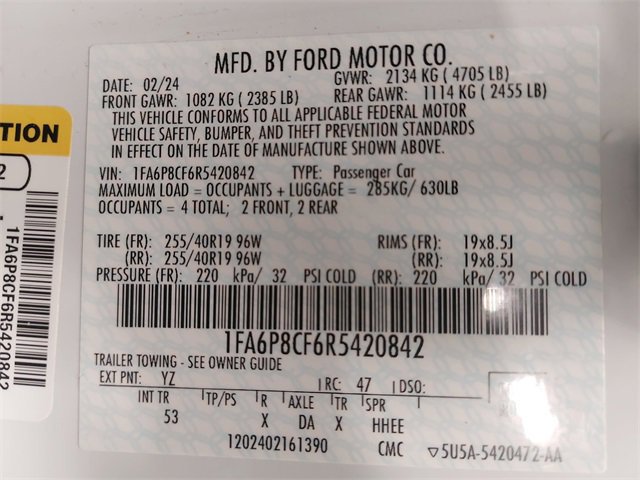 MFD. BY FORD MOTOR CO.
DATE: 02/24 GVWR: 2134 KG ( 4705 LB)
FRONT GAWR: 1082 KG ( 2385 LB) REAR GAWR: 1114 KG ( 2455 LB)
THIS VEHICLE CONFORMS TO ALL APPLICABLE FEDERAL MOTOR
VEHICLE SAFETY, BUMPER, AND THEFT PREVENTION STANDARDS
IN EFFECT ON THE DATE OF MANUFACTURE SHOWN ABOVE.
VIN: 1FA6P8CF6R5420842 TYPE: Passenger Car
MAXIMUM LOAD = OCCUPANTS + LUGGAGE = 285KG/ 630LB
OCCUPANTS = 4 TOTAL; 2 FRONT, 2 REAR
TIRE (FR): 255/40R19 96W RIMS (FR): 19x8.5J
(RR): 255/40R19 96W (RR): 19x8.5J
PRESSURE (FR): 220 kPa/ 32 PSI COLD (RR): 220 kPa/ 32 PSI COLD
1FA6P8CF6R5420842
TRAILER TOWING - SEE OWNER GUIDE
EXT PNT: YZ RC: 47 DSO:
INT TR TP/PS R AXLE TR SPR
53 X DA X HHEE
1202402161390 CMC ▽5U5A-5420472-AA
TION
2
1FA6P8CF6R5420842